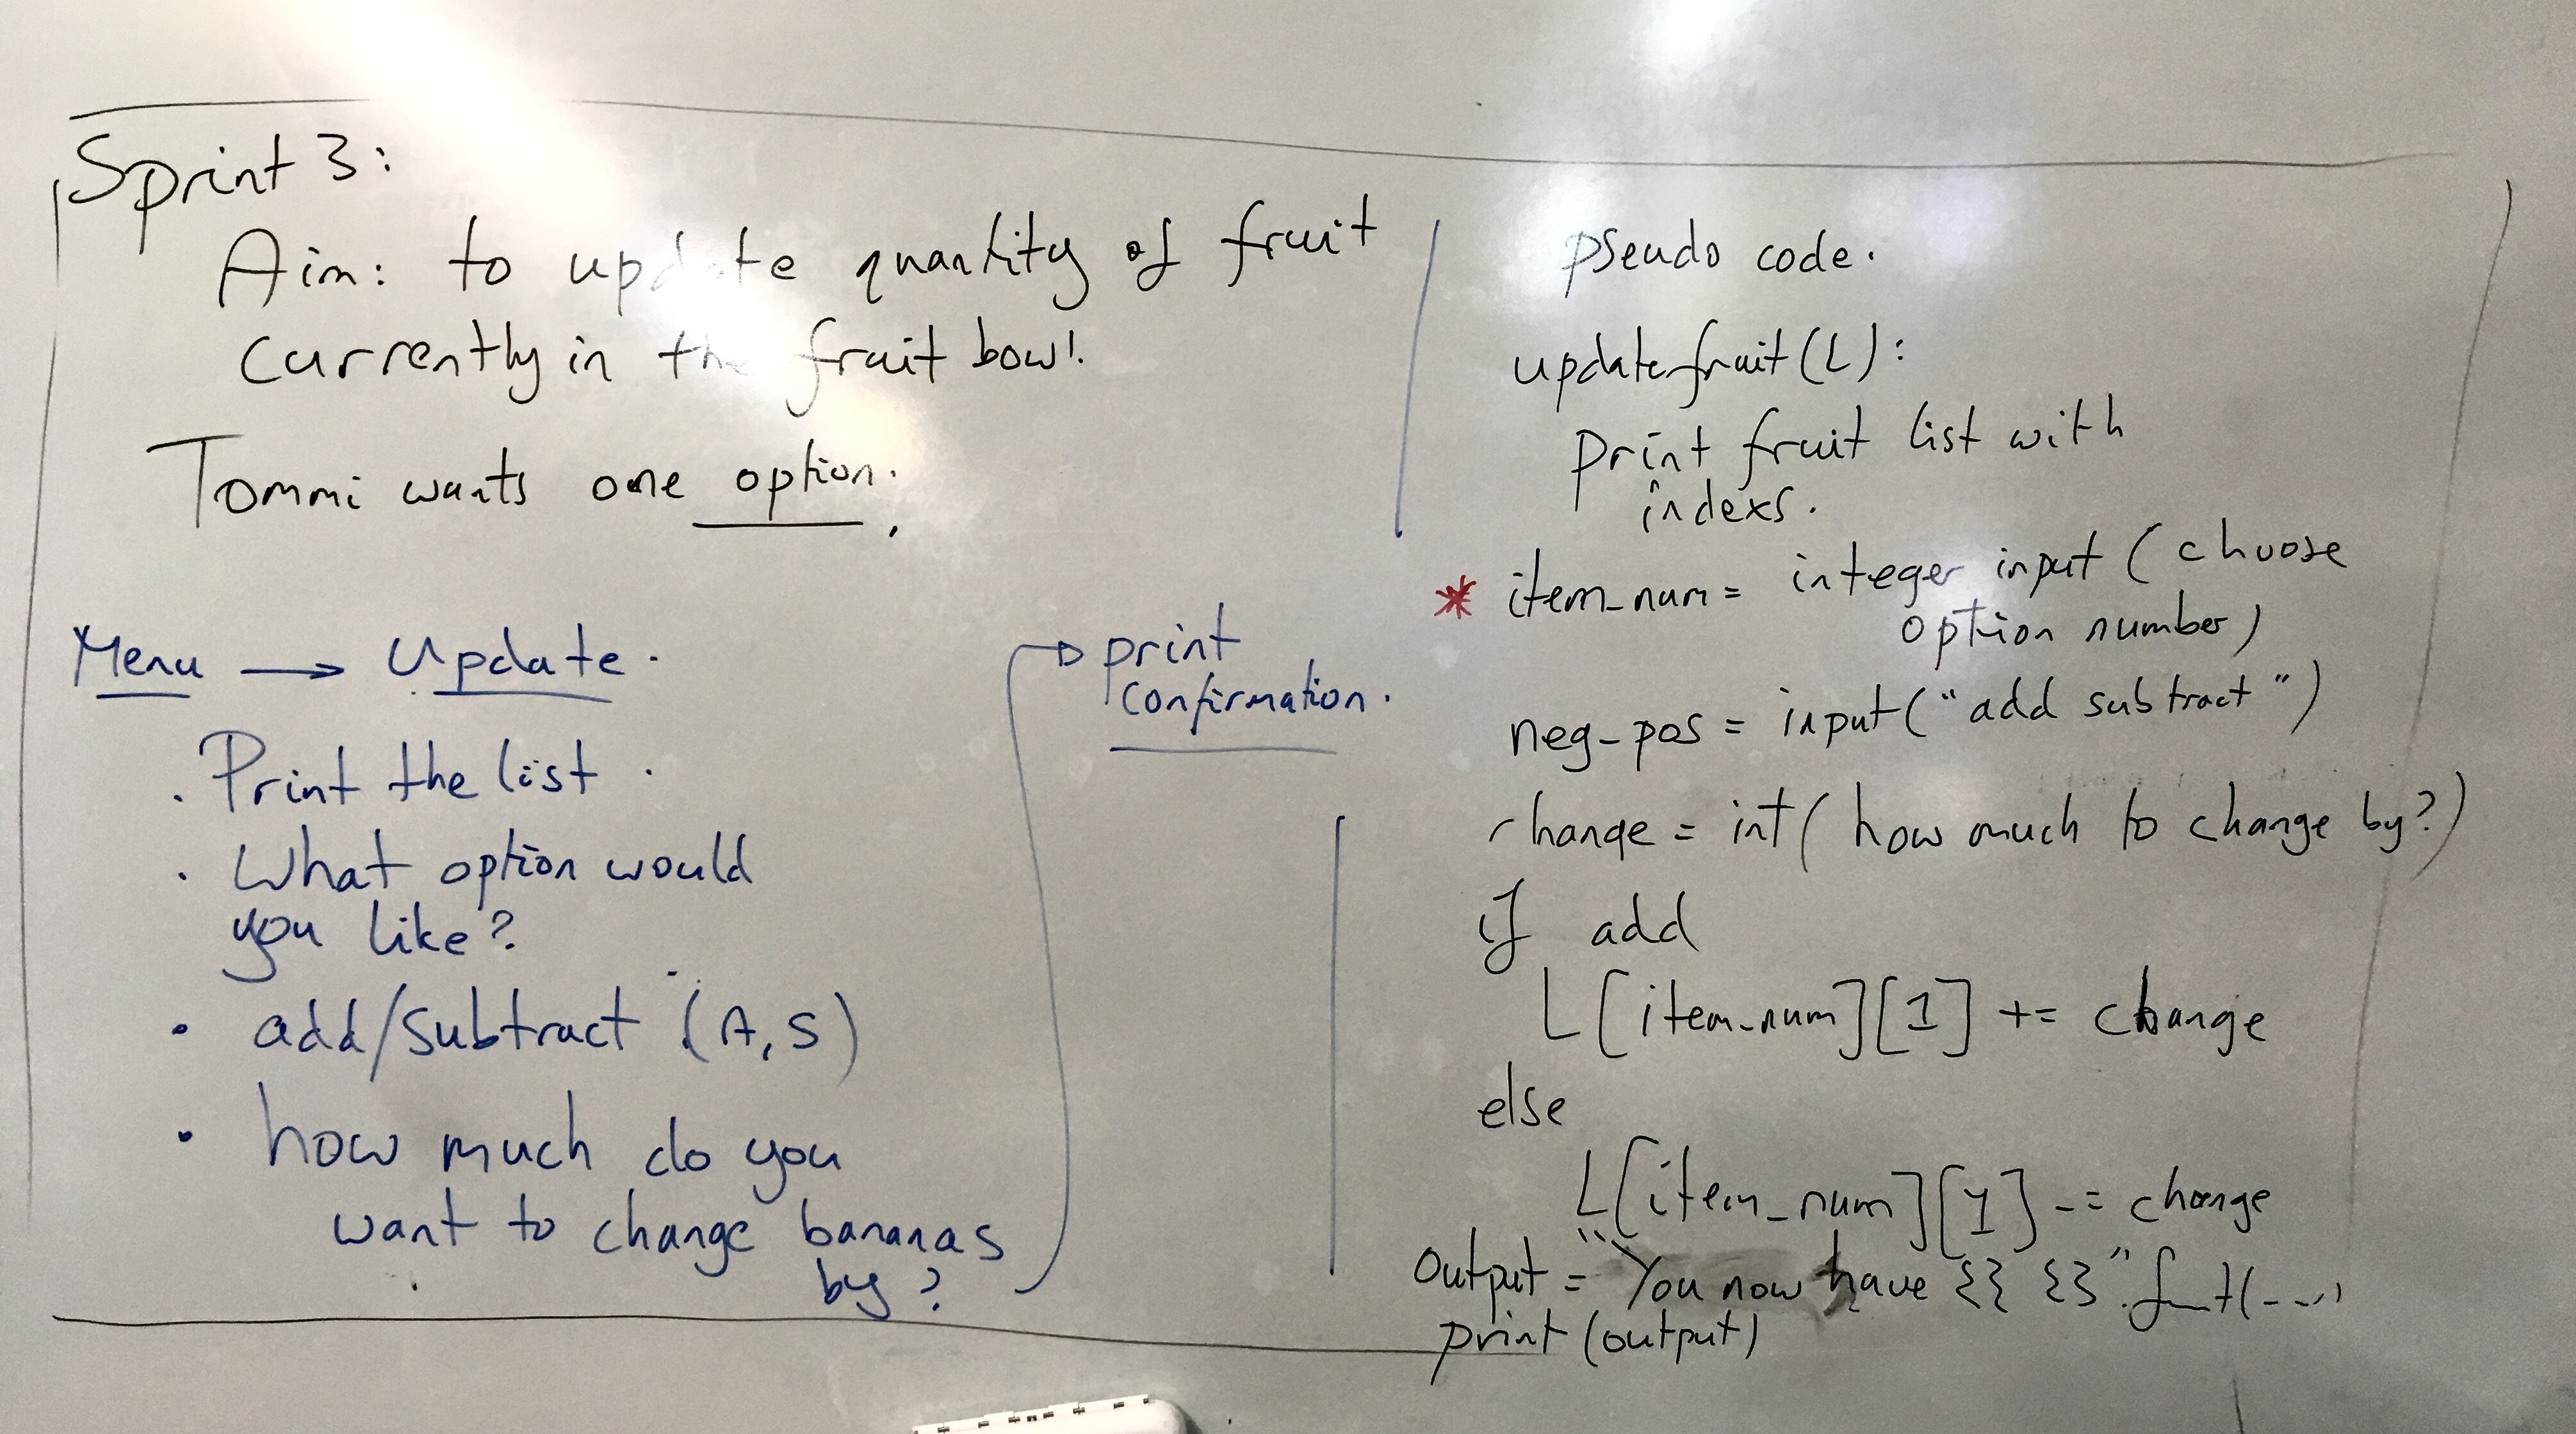 Sprint 3:
Aim: to update quantity of fruit
currently in the fruit bowl.
Tommi wants one option.
Menu → Update.
. Print the list.
. What option would
you like?
• add/subtract (A,S)
• how much do you
want to change bananas
by?
print
confirmation.
pseudo code.
updatefruit(L):
print fruit list with
indexs.
* item_num = integer input (choose
option number)
neg_pos = input("add subtract")
change = int(how much to change by?)
if add
L[item_num][1] += change
else
L[item_num][1] -= change
output = "You now have {} {}".
print(output)